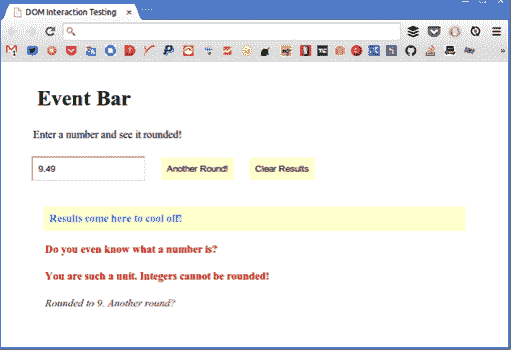 DOM Interaction Testing
Event Bar
Enter a number and see it rounded!
9.49 Another Round! Clear Results
Results come here to cool off!
Do you even know what a number is?
You are such a unit. Integers cannot be rounded!
Rounded to 9. Another round?